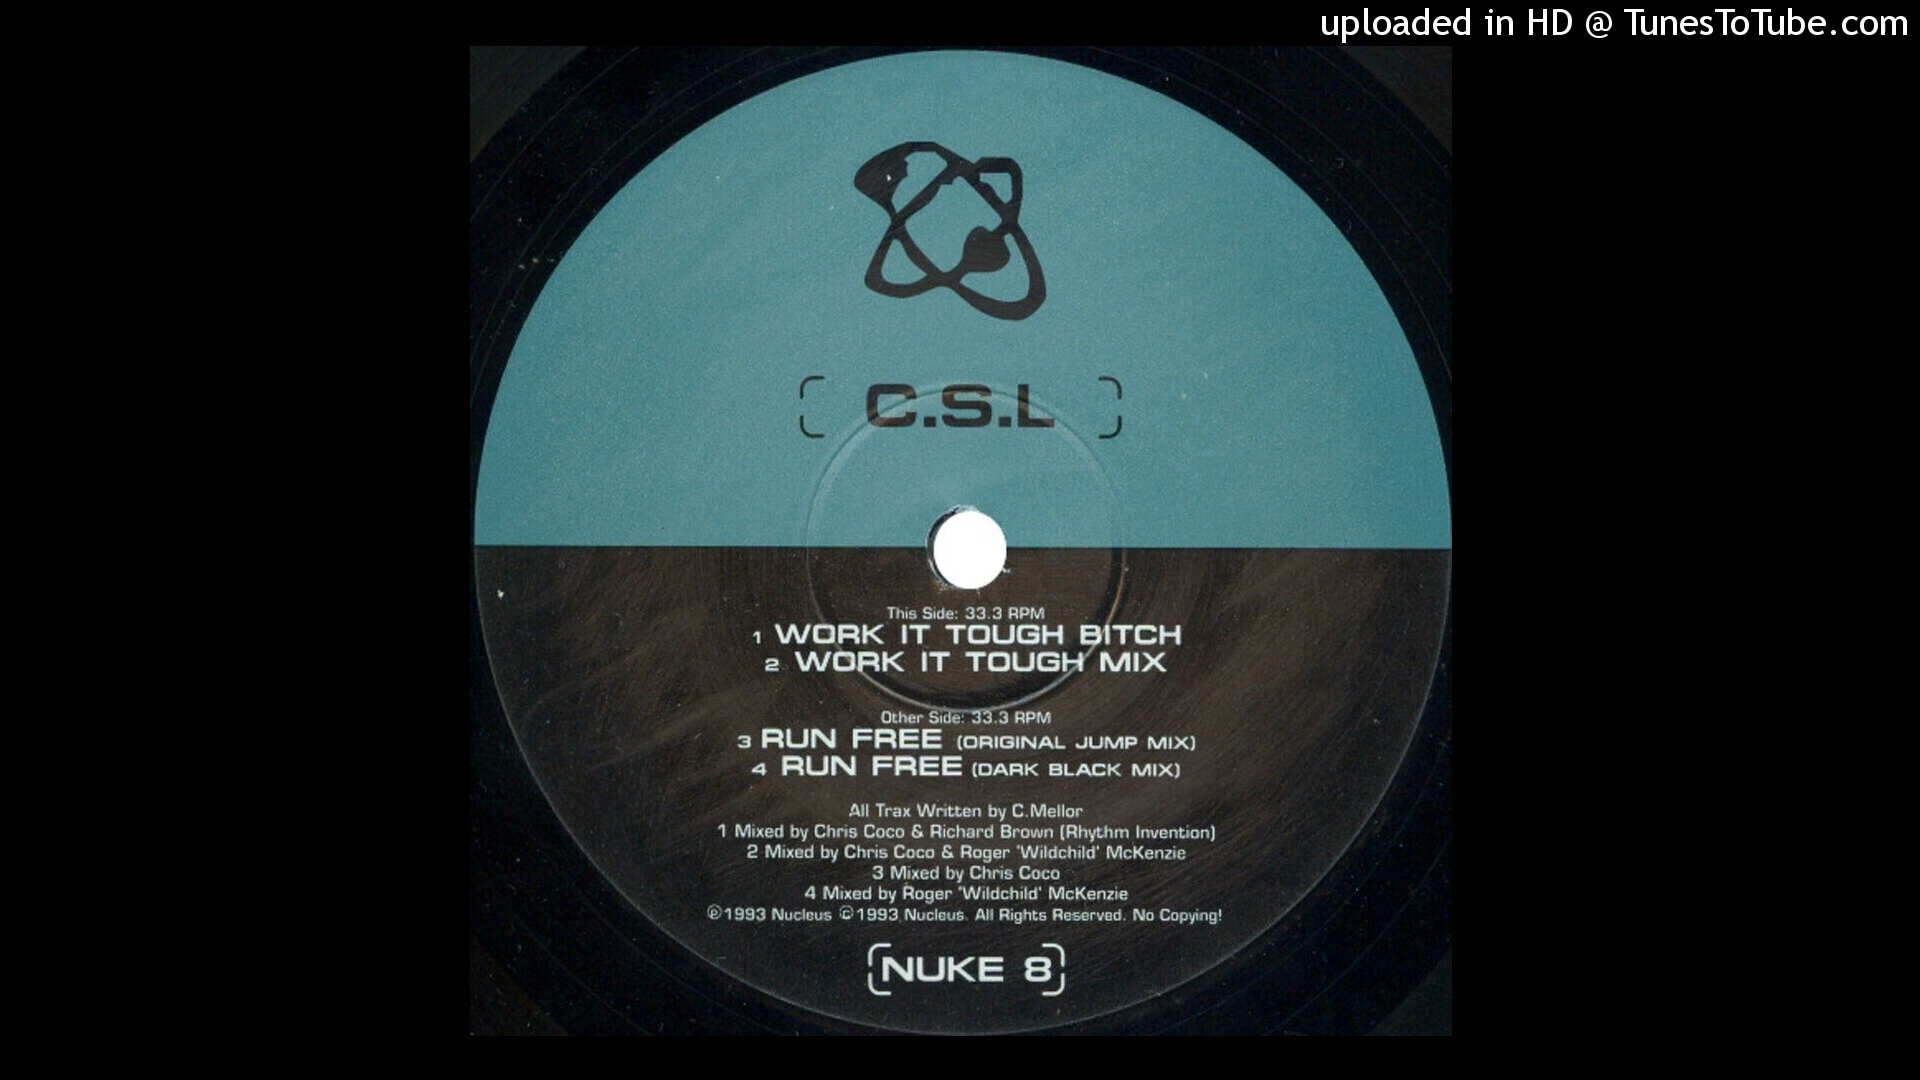 uploaded in HD @ TunesToTube.com
C.S.L
This Side: 33.3 RPM
1 WORK IT TOUGH BITCH
2 WORK IT TOUGH MIX
Other Side: 33.3 RPM
3 RUN FREE (ORIGINAL JUMP MIX)
4 RUN FREE (DARK BLACK MIX)
All Trax Written by C.Mellor
1 Mixed by Chris Coco & Richard Brown (Rhythm Invention)
2 Mixed by Chris Coco & Roger 'Wildchild' McKenzie
3 Mixed by Chris Coco
4 Mixed by Roger 'Wildchild' McKenzie
℗1993 Nucleus ©1993 Nucleus. All Rights Reserved. No Copying!
[NUKE 8]